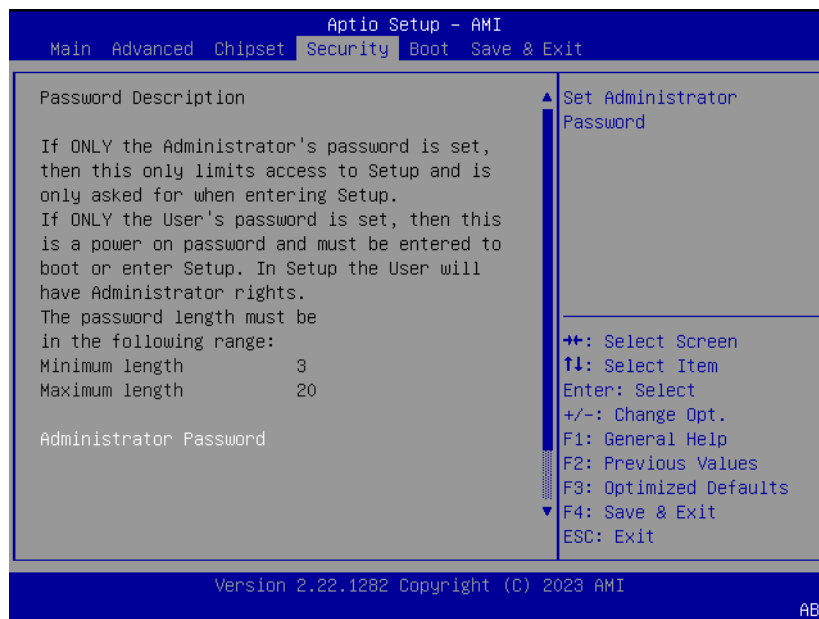 Aptio Setup – AMI
Main Advanced Chipset Security Boot Save & Exit
Password Description
If ONLY the Administrator's password is set,
then this only limits access to Setup and is
only asked for when entering Setup.
If ONLY the User's password is set, then this
is a power on password and must be entered to
boot or enter Setup. In Setup the User will
have Administrator rights.
The password length must be
in the following range:
Minimum length 3
Maximum length 20
Administrator Password
Set Administrator
Password
→←: Select Screen
↑↓: Select Item
Enter: Select
+/-: Change Opt.
F1: General Help
F2: Previous Values
F3: Optimized Defaults
F4: Save & Exit
ESC: Exit
Version 2.22.1282 Copyright (C) 2023 AMI
AB